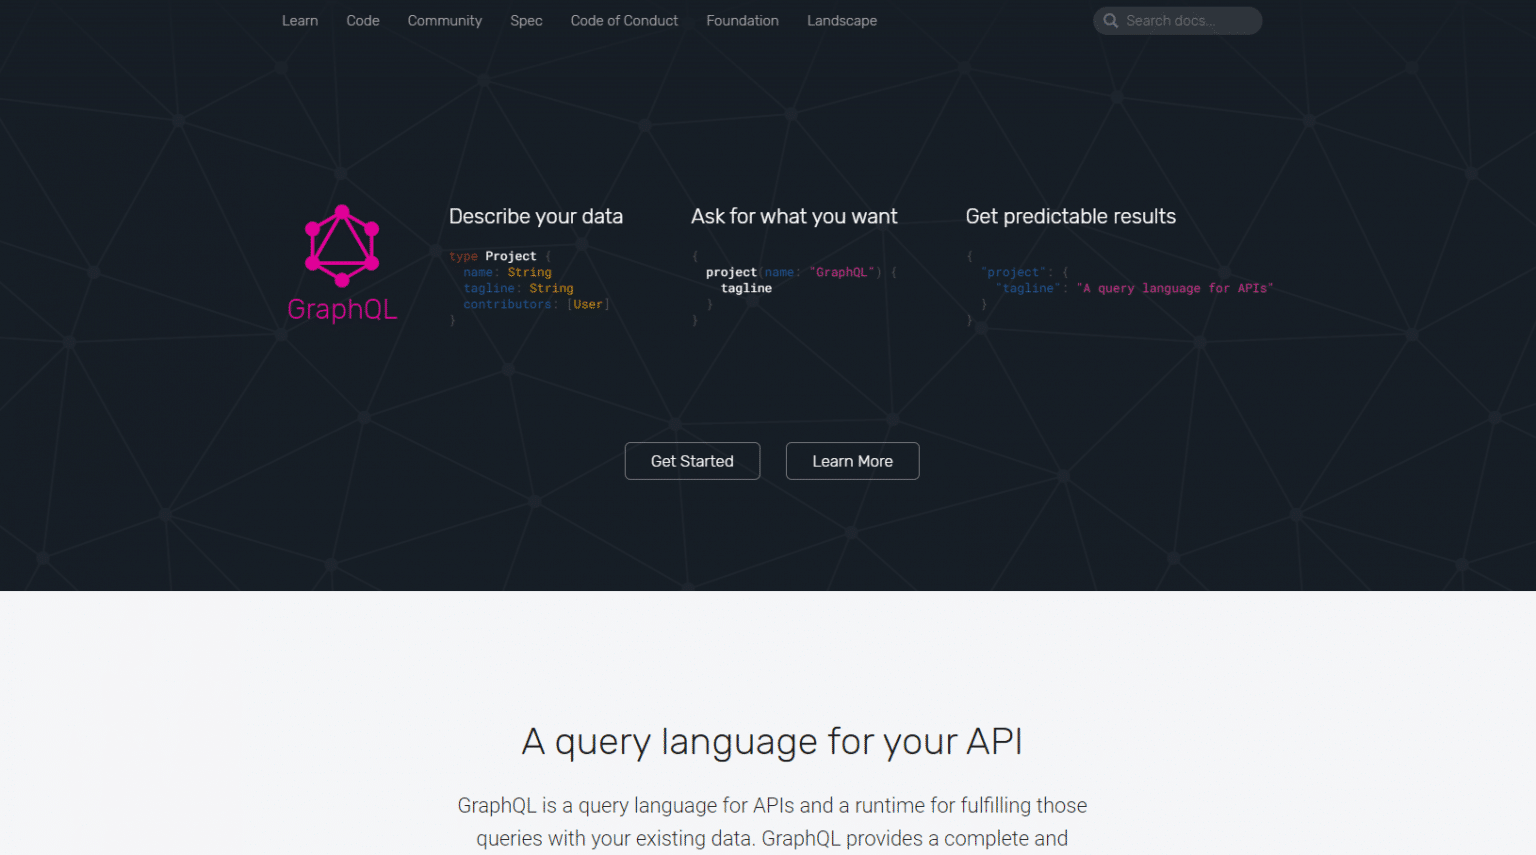 Learn Code Community Spec Code of Conduct Foundation Landscape Search docs...
GraphQL
Describe your data
type Project {
  name: String
  tagline: String
  contributors: [User]
}
Ask for what you want
{
  project(name: "GraphQL") {
    tagline
  }
}
Get predictable results
{
  "project": {
    "tagline": "A query language for APIs"
  }
}
Get Started
Learn More
A query language for your API
GraphQL is a query language for APIs and a runtime for fulfilling those
queries with your existing data. GraphQL provides a complete and